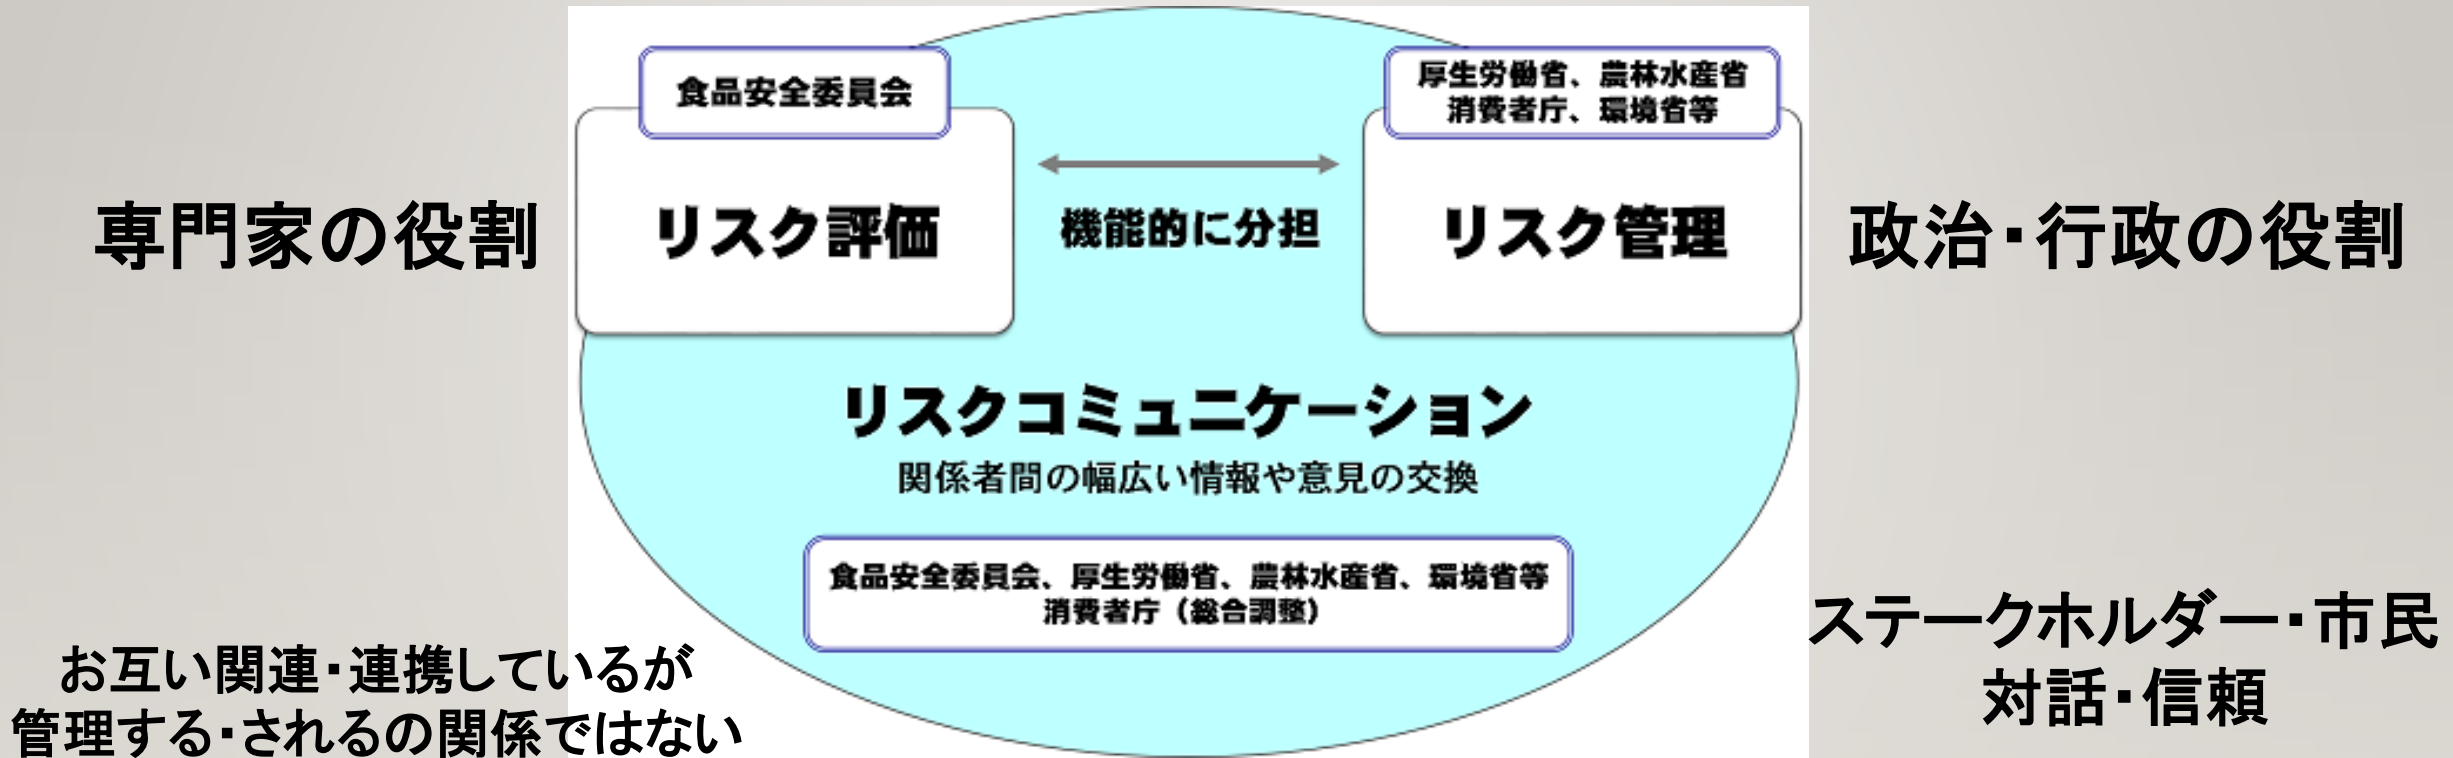 食品安全委員会
厚生労働省、農林水産省
消費者庁、環境省等
専門家の役割
リスク評価
機能的に分担
リスク管理
政治・行政の役割
リスクコミュニケーション
関係者間の幅広い情報や意見の交換
食品安全委員会、厚生労働省、農林水産省、環境省等
消費者庁（総合調整）
お互い関連・連携しているが
管理する・されるの関係ではない
ステークホルダー・市民
対話・信頼